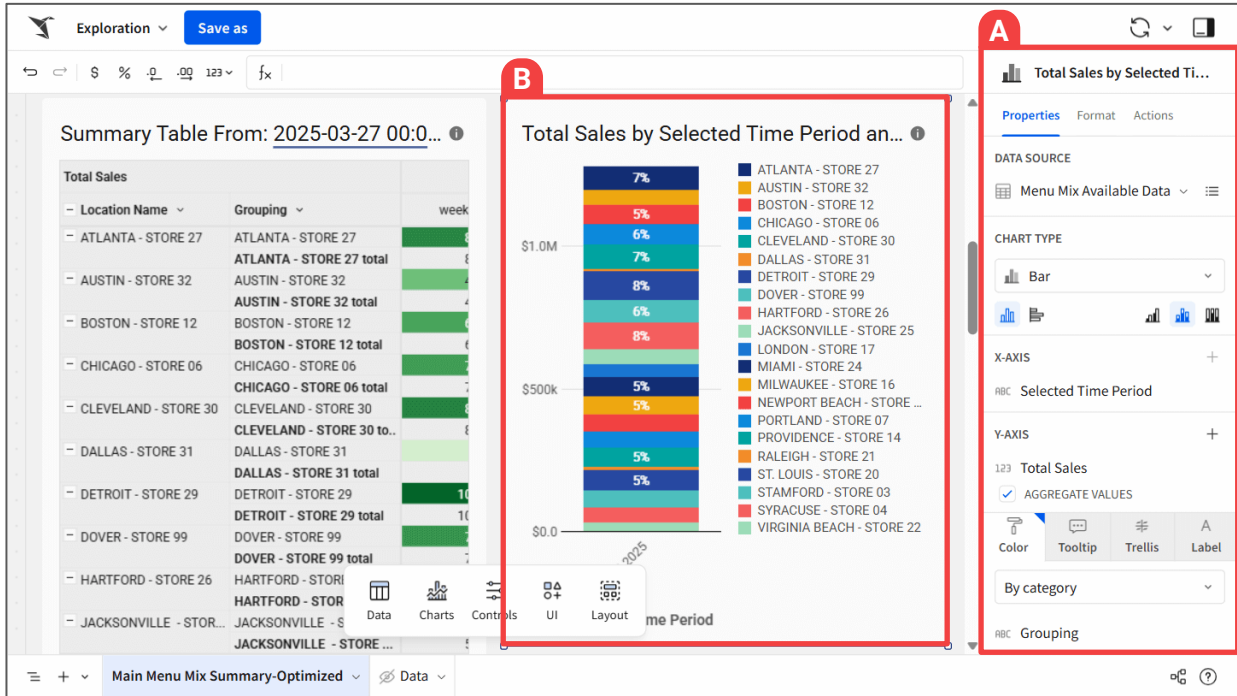 Exploration
Save as
A
$ % .0 .00 123
fx
B
Total Sales by Selected Ti...
Properties Format Actions
DATA SOURCE
Menu Mix Available Data
CHART TYPE
Bar
X-AXIS
ABC Selected Time Period
Y-AXIS
123 Total Sales
AGGREGATE VALUES
Color Tooltip Trellis A Label
By category
ABC Grouping
Summary Table From: 2025-03-27 00:0...
Total Sales
Location Name Grouping week
ATLANTA - STORE 27 ATLANTA - STORE 27
ATLANTA - STORE 27 total
AUSTIN - STORE 32 AUSTIN - STORE 32
AUSTIN - STORE 32 total
BOSTON - STORE 12 BOSTON - STORE 12
BOSTON - STORE 12 total
CHICAGO - STORE 06 CHICAGO - STORE 06
CHICAGO - STORE 06 total
CLEVELAND - STORE 30 CLEVELAND - STORE 30
CLEVELAND - STORE 30 to..
DALLAS - STORE 31 DALLAS - STORE 31
DALLAS - STORE 31 total
DETROIT - STORE 29 DETROIT - STORE 29
DETROIT - STORE 29 total
DOVER - STORE 99 DOVER - STORE 99
DOVER - STORE 99 total
HARTFORD - STORE 26 HARTFORD - STORE
HARTFORD - STOR
JACKSONVILLE - STOR... JACKSONVILLE - S
JACKSONVILLE - STORE ...
Total Sales by Selected Time Period an...
$1.0M
$500k
$0.0
7%
5%
6%
7%
8%
6%
8%
5%
5%
5%
5%
2025
me Period
ATLANTA - STORE 27
AUSTIN - STORE 32
BOSTON - STORE 12
CHICAGO - STORE 06
CLEVELAND - STORE 30
DALLAS - STORE 31
DETROIT - STORE 29
DOVER - STORE 99
HARTFORD - STORE 26
JACKSONVILLE - STORE 25
LONDON - STORE 17
MIAMI - STORE 24
MILWAUKEE - STORE 16
NEWPORT BEACH - STORE ...
PORTLAND - STORE 07
PROVIDENCE - STORE 14
RALEIGH - STORE 21
ST. LOUIS - STORE 20
STAMFORD - STORE 03
SYRACUSE - STORE 04
VIRGINIA BEACH - STORE 22
Data Charts Controls UI Layout
Main Menu Mix Summary-Optimized
Data